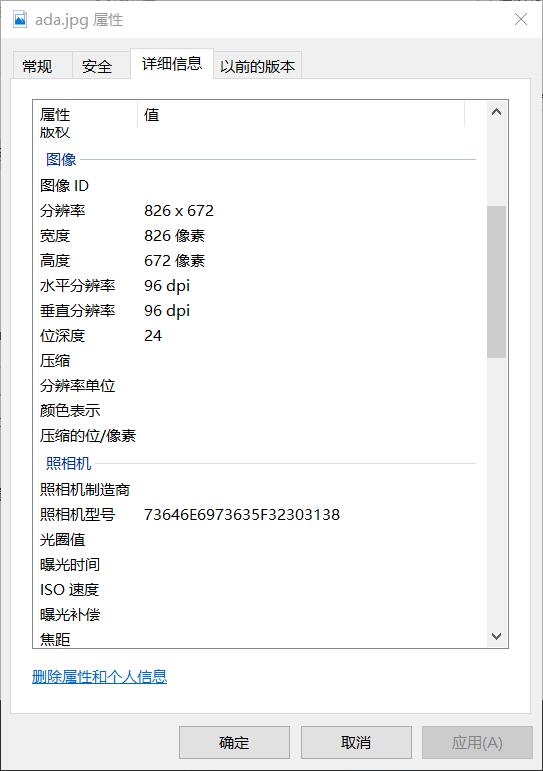 ada.jpg 属性
常规 安全 详细信息 以前的版本
属性 值
版权
图像
图像 ID
分辨率 826 x 672
宽度 826 像素
高度 672 像素
水平分辨率 96 dpi
垂直分辨率 96 dpi
位深度 24
压缩
分辨率单位
颜色表示
压缩的位/像素
照相机
照相机制造商
照相机型号 73646E6973635F32303138
光圈值
曝光时间
ISO 速度
曝光补偿
焦距
删除属性和个人信息
确定 取消 应用(A)